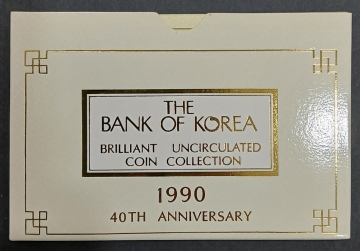 THE
BANK OF KOREA
BRILLIANT UNCIRCULATED
COIN COLLECTION
1990
40TH ANNIVERSARY